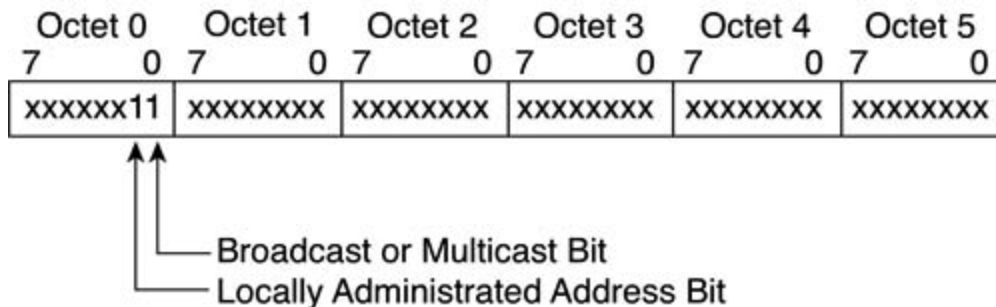 Octet 0 Octet 1 Octet 2 Octet 3 Octet 4 Octet 5
7 0 7 0 7 0 7 0 7 0 7 0
xxxxxx11 xxxxxxxx xxxxxxxx xxxxxxxx xxxxxxxx xxxxxxxx
Broadcast or Multicast Bit
Locally Administrated Address Bit